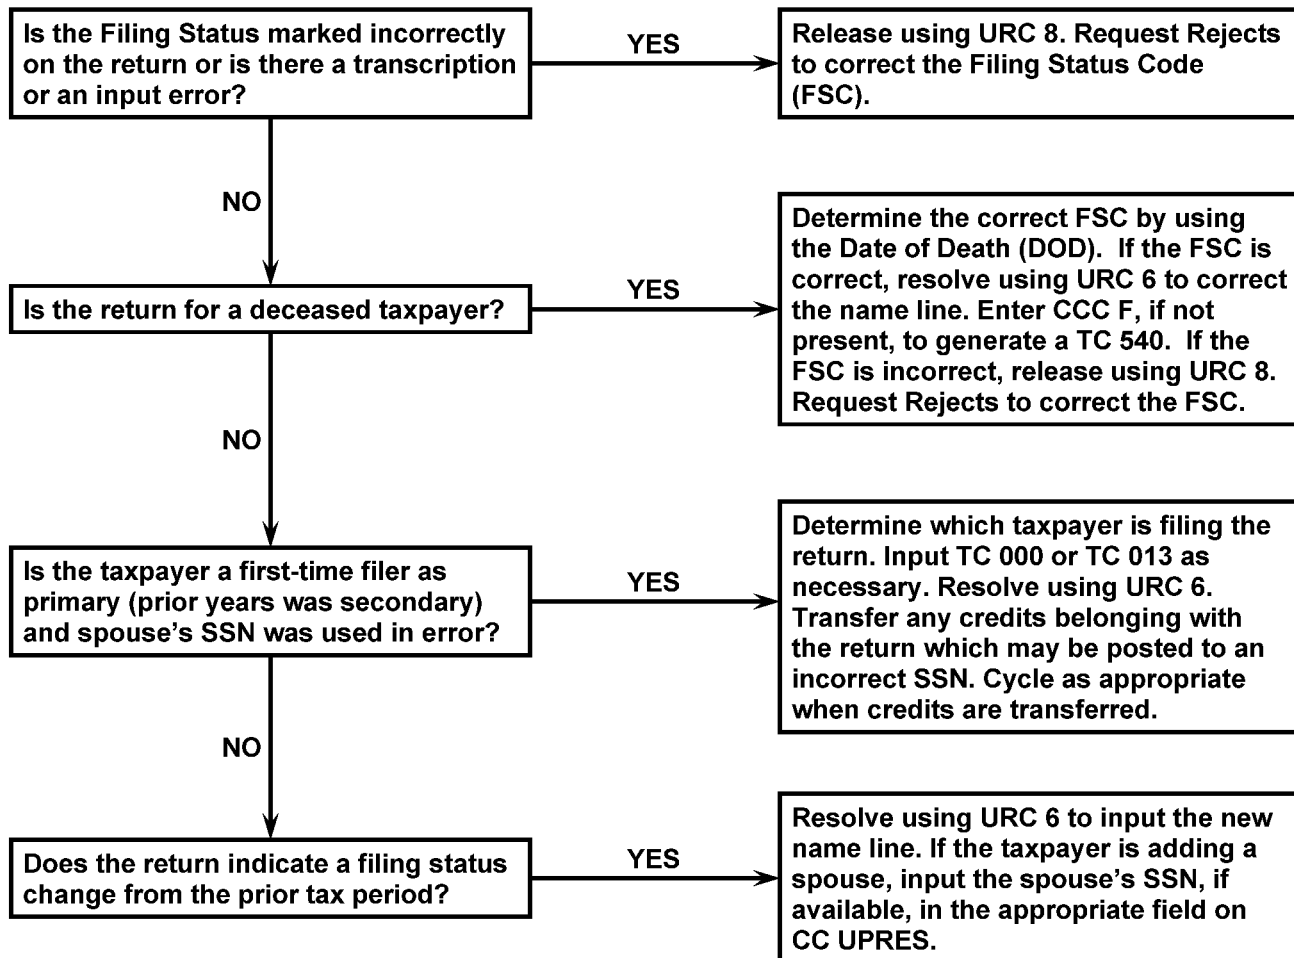 Is the Filing Status marked incorrectly
on the return or is there a transcription
or an input error?
YES
Release using URC 8. Request Rejects
to correct the Filing Status Code
(FSC).
NO
Is the return for a deceased taxpayer?
YES
Determine the correct FSC by using
the Date of Death (DOD).  If the FSC is
correct, resolve using URC 6 to correct
the name line. Enter CCC F, if not
present, to generate a TC 540.  If the
FSC is incorrect, release using URC 8.
Request Rejects to correct the FSC.
NO
Is the taxpayer a first-time filer as
primary (prior years was secondary)
and spouse's SSN was used in error?
YES
Determine which taxpayer is filing the
return. Input TC 000 or TC 013 as
necessary. Resolve using URC 6.
Transfer any credits belonging with
the return which may be posted to an
incorrect SSN. Cycle as appropriate
when credits are transferred.
NO
Does the return indicate a filing status
change from the prior tax period?
YES
Resolve using URC 6 to input the new
name line. If the taxpayer is adding a
spouse, input the spouse's SSN, if
available, in the appropriate field on
CC UPRES.